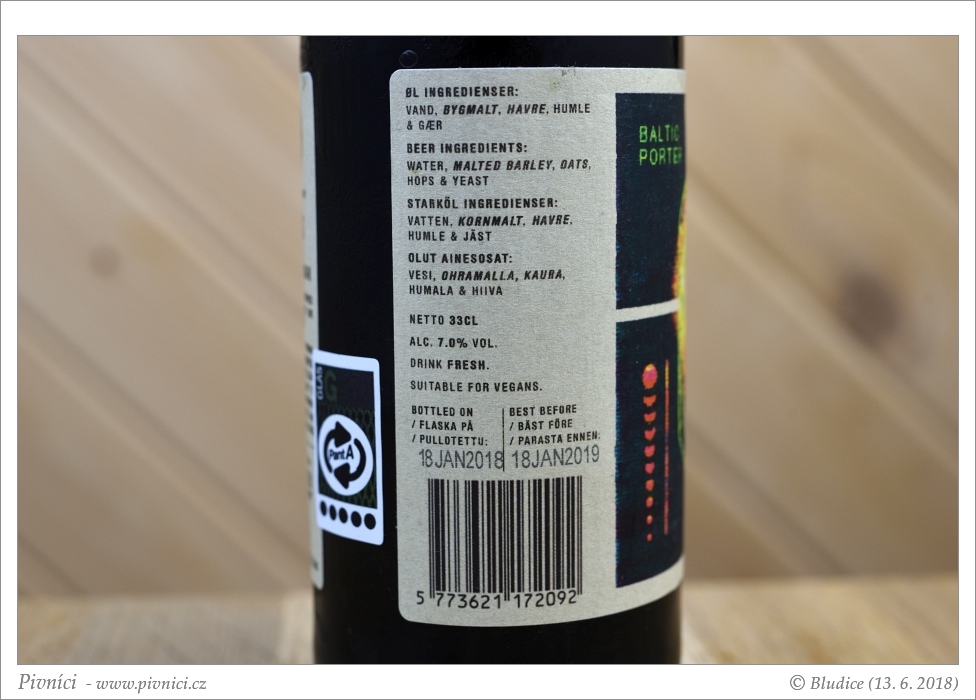 ØL INGREDIENSER:
VAND, BYGMALT, HAVRE, HUMLE
& GÆR
BEER INGREDIENTS:
WATER, MALTED BARLEY, OATS,
HOPS & YEAST
STARKÖL INGREDIENSER:
VATTEN, KORNMALT, HAVRE,
HUMLE & JÄST
OLUT AINESOSAT:
VESI, OHRAMALLA, KAURA,
HUMALA & HIIVA
NETTO 33CL
ALC. 7.0% VOL.
DRINK FRESH.
SUITABLE FOR VEGANS.
BOTTLED ON
/ FLASKA PÅ
/ PULLOTETTU:
18JAN2018
BEST BEFORE
/ BÄST FÖRE
/ PARASTA ENNEN:
18JAN2019
5 773621 172092
BALTIC
PORTER
GLAS
G
Pant A
Pivníci - www.pivnici.cz
© Bludice (13. 6. 2018)